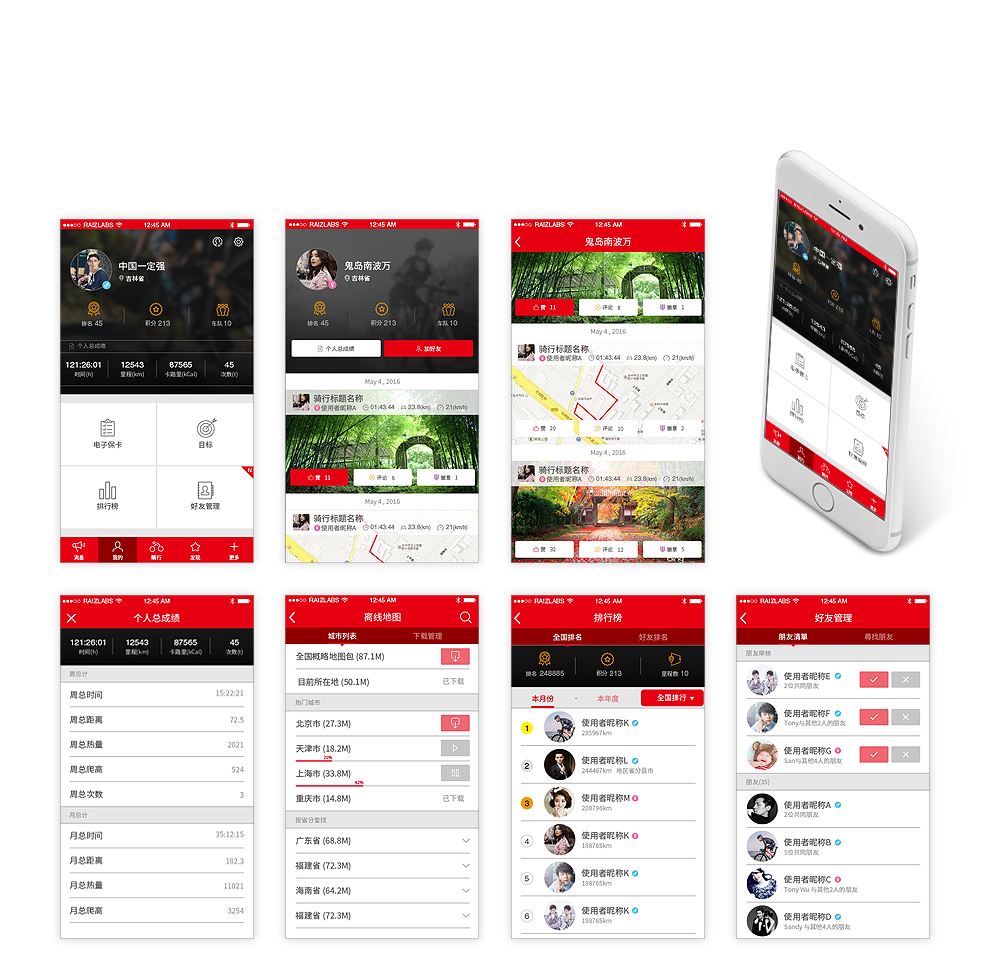 RAIZLABS 12:45 AM
中国一定强
吉林省
排名 45 积分 213 车队 10
个人总成绩
121:26:01 12543 87565 45
时间(h) 里程(km) 卡路里(kCal) 次数(t)
电子保卡 目标
N
排行榜 好友管理
消息 我的 骑行 发现 更多
RAIZLABS 12:45 AM
鬼岛南波万
吉林省
排名 45 积分 213 车队 10
个人总成绩 加好友
May 4 , 2016
骑行标题名称
使用者昵称A 01:43:44 23.8(km) 21(km/h)
赞 11 评论 8 徽章 1
May 4 , 2016
骑行标题名称
使用者昵称A 01:43:44 23.8(km) 21(km/h)
RAIZLABS 12:45 AM
鬼岛南波万
赞 11 评论 8 徽章 1
May 4 , 2016
骑行标题名称
使用者昵称A 01:43:44 23.8(km) 21(km/h)
赞 20 评论 10 徽章 2
May 4 , 2016
骑行标题名称
使用者昵称A 01:43:44 23.8(km) 21(km/h)
赞 32 评论 12 徽章 5
中国一定强
积分 213
121:26:01 12543
目标
排行榜 好友管理
RAIZLABS 12:45 AM
个人总成绩
121:26:01 12543 87565 45
时间(h) 里程(km) 卡路里(kCal) 次数(t)
周总计
周总时间 15:22:21
周总距离 72.5
周总热量 2021
周总爬高 524
周总次数 3
月总计
月总时间 35:12:15
月总距离 182.3
月总热量 11021
月总爬高 3254
RAIZLABS 12:45 AM
离线地图
城市列表 下载管理
全国概略地图包 (87.1M)
目前所在地 (50.1M) 已下载
热门城市
北京市 (27.3M)
天津市 (18.2M)
20%
上海市 (33.8M)
42%
重庆市 (14.8M) 已下载
按省分查找
广东省 (68.8M)
福建省 (72.3M)
海南省 (64.2M)
福建省 (72.3M)
RAIZLABS 12:45 AM
排行榜
全国排名 好友排名
排名 248885 积分 213 里程数 10
本月份 - 本年度 全国排行
1 使用者昵称K
285967km
2 使用者昵称L
244467km 地区省分县市
3 使用者昵称M
208796km
4 使用者昵称K
198765km
5 使用者昵称K
198765km
6 使用者昵称K
198765km
RAIZLABS 12:45 AM
好友管理
朋友清單 尋找朋友
朋友审核
使用者昵称E
2位共同朋友
使用者昵称F
Tony与其他2人的朋友
使用者昵称G
San与其他4人的朋友
朋友(35)
使用者昵称A
2位共同朋友
使用者昵称B
5位共同朋友
使用者昵称C
Tony Wu 与其他2人的朋友
使用者昵称D
Sandy 与其他4人的朋友